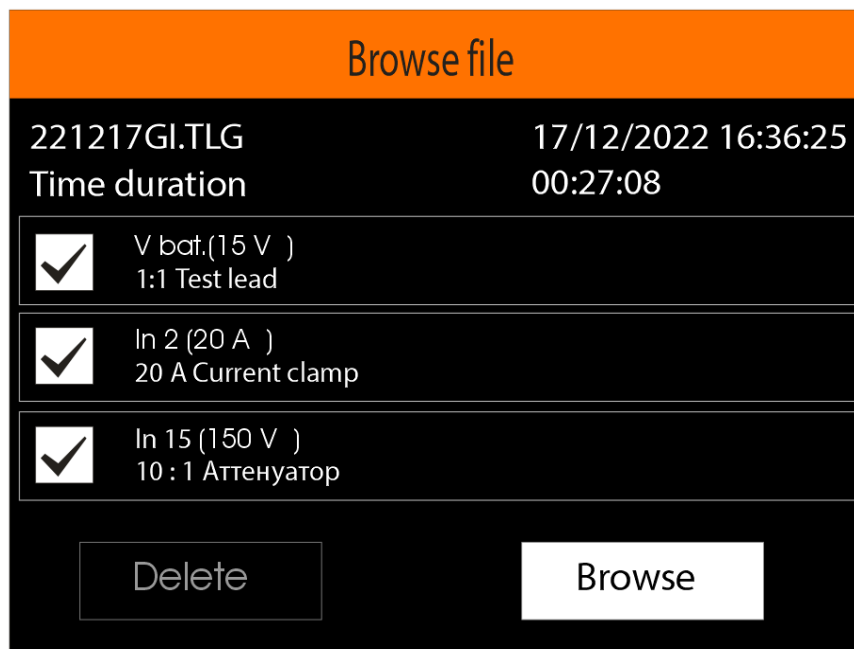 Browse file
221217GI.TLG 17/12/2022 16:36:25
Time duration 00:27:08
V bat.(15 V )
1:1 Test lead
In 2 (20 A )
20 A Current clamp
In 15 (150 V )
10 : 1 Аттенуатор
Delete Browse